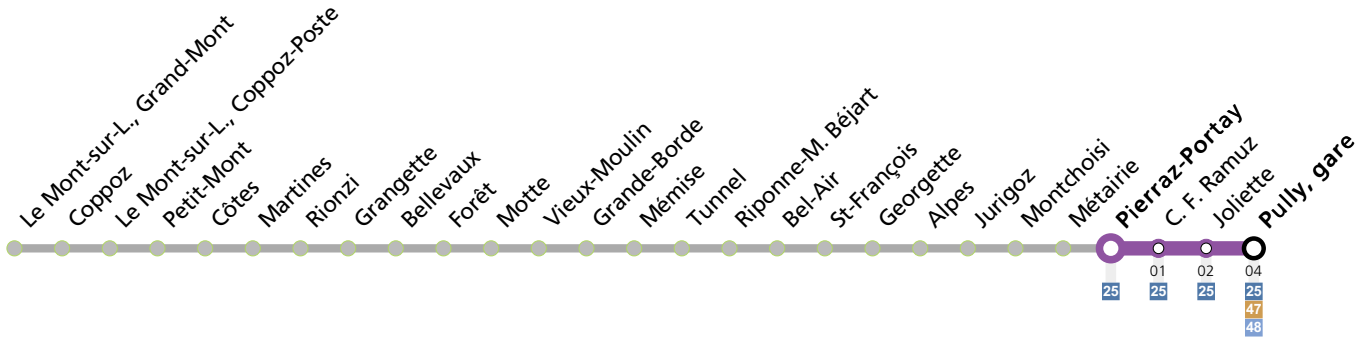 Le Mont-sur-L., Grand-Mont
Coppoz
Le Mont-sur-L., Coppoz-Poste
Petit-Mont
Côtes
Martines
Rionzi
Grangette
Bellevaux
Forêt
Motte
Vieux-Moulin
Grande-Borde
Mémise
Tunnel
Riponne-M. Béjart
Bel-Air
St-François
Georgette
Alpes
Jurigoz
Montchoisi
Métairie
Pierraz-Portay
C. F. Ramuz
Joliette
Pully, gare
01 02 04
25 25 25 25
47
48